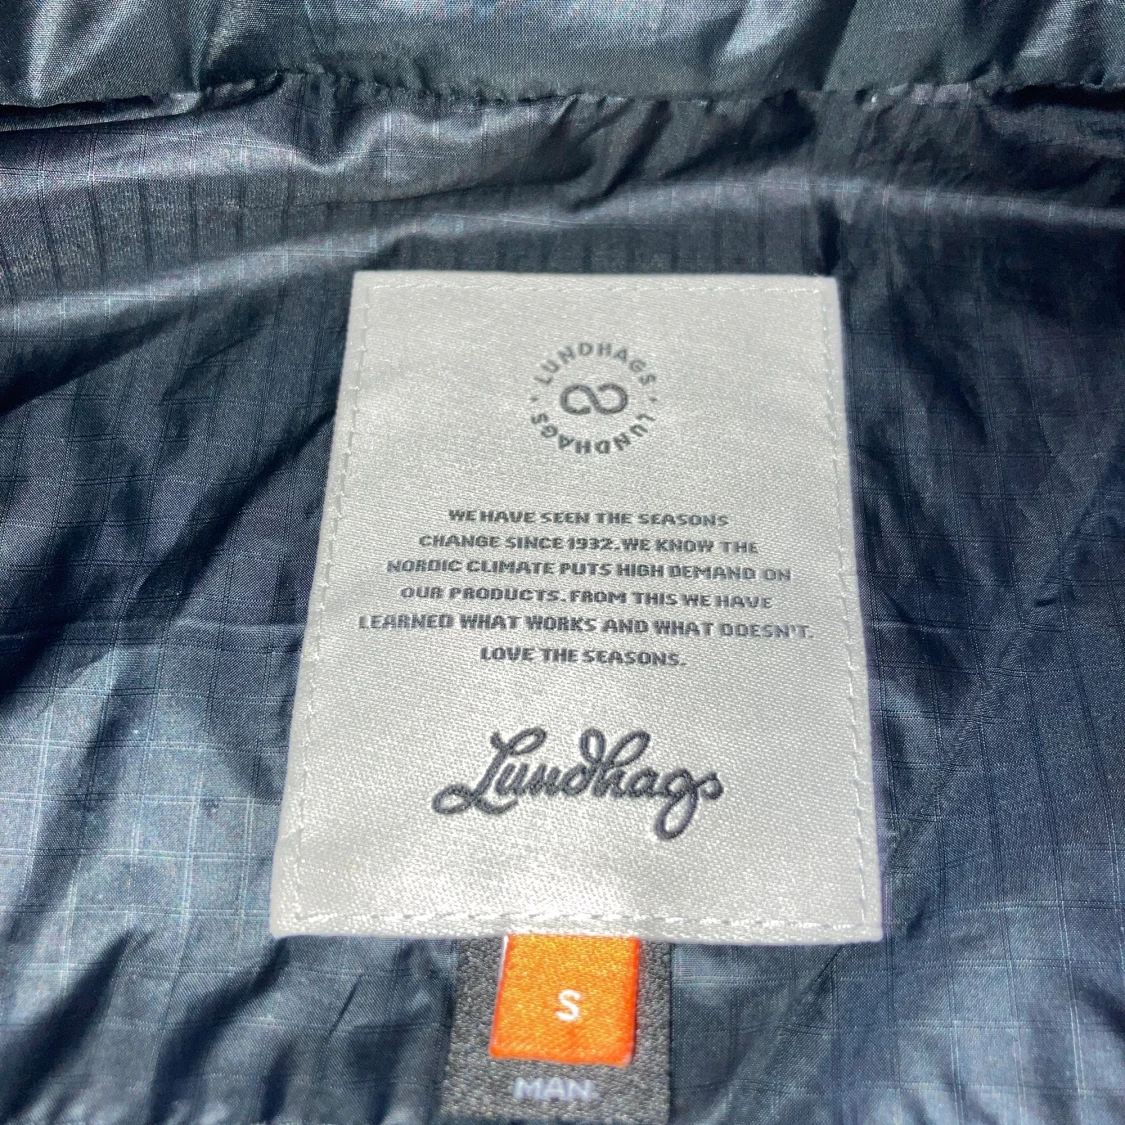 LUNDHAGS · LUNDHAGS ·
WE HAVE SEEN THE SEASONS
CHANGE SINCE 1932. WE KNOW THE
NORDIC CLIMATE PUTS HIGH DEMAND ON
OUR PRODUCTS. FROM THIS WE HAVE
LEARNED WHAT WORKS AND WHAT DOESN'T.
LOVE THE SEASONS.
Lundhags
S
MAN.